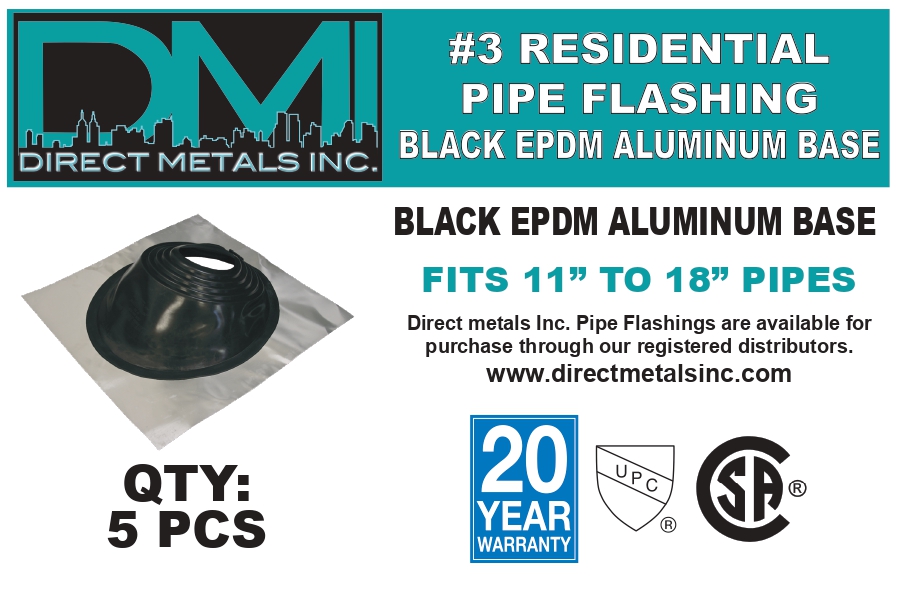 DMI
DIRECT METALS INC.
#3 RESIDENTIAL
PIPE FLASHING
BLACK EPDM ALUMINUM BASE
BLACK EPDM ALUMINUM BASE
FITS 11” TO 18” PIPES
Direct metals Inc. Pipe Flashings are available for
purchase through our registered distributors.
www.directmetalsinc.com
QTY:
5 PCS
20
YEAR
WARRANTY
UPC
®
CSA
®